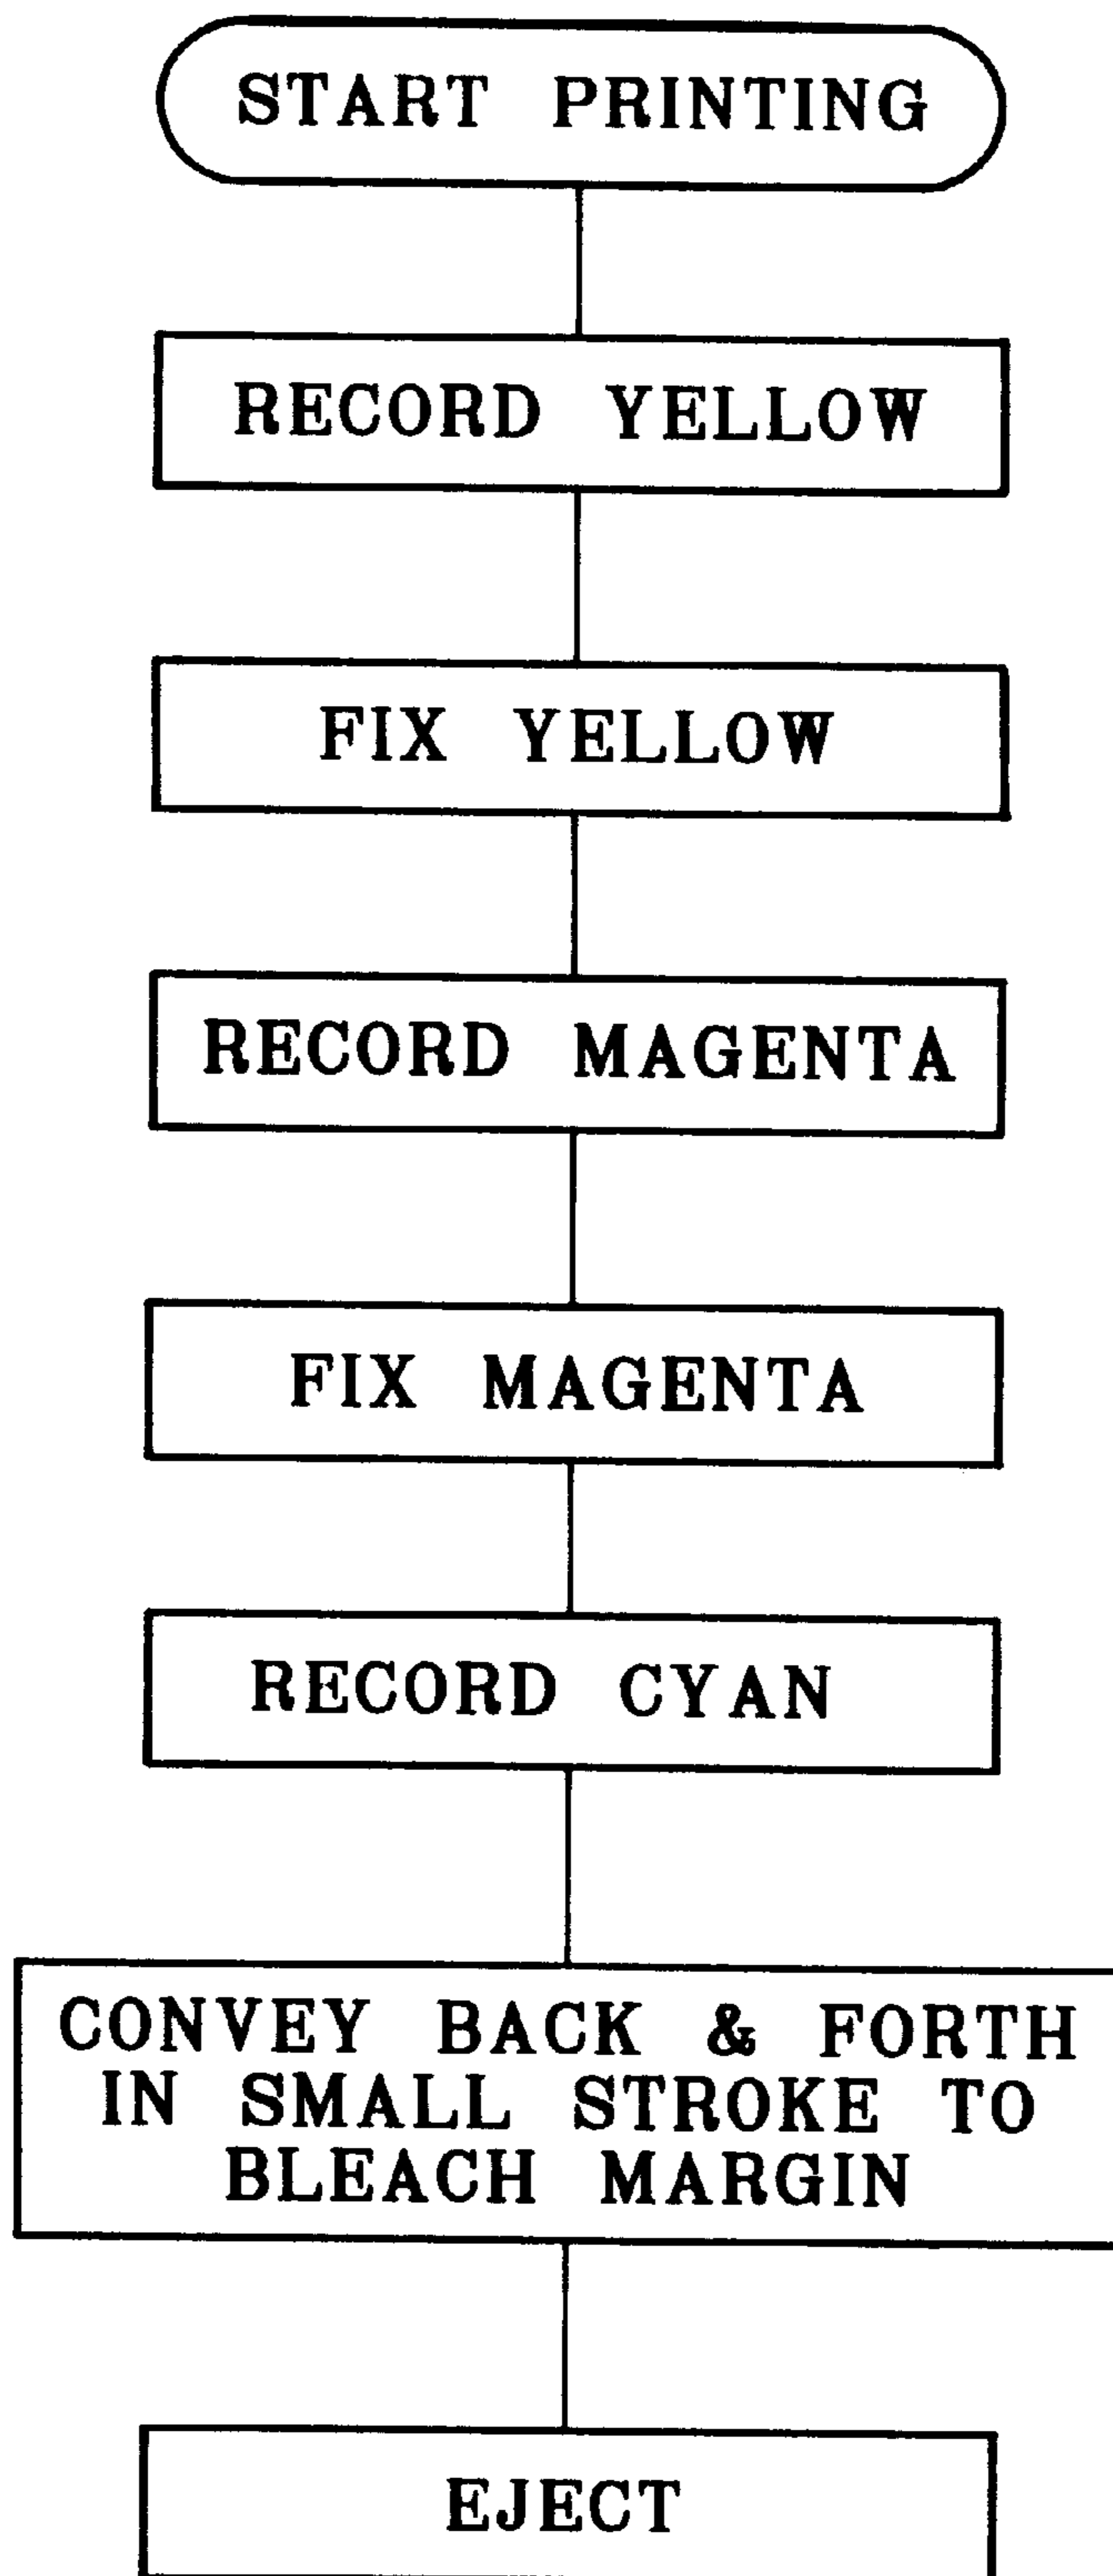 START PRINTING
RECORD YELLOW
FIX YELLOW
RECORD MAGENTA
FIX MAGENTA
RECORD CYAN
CONVEY BACK & FORTH
IN SMALL STROKE TO
BLEACH MARGIN
EJECT